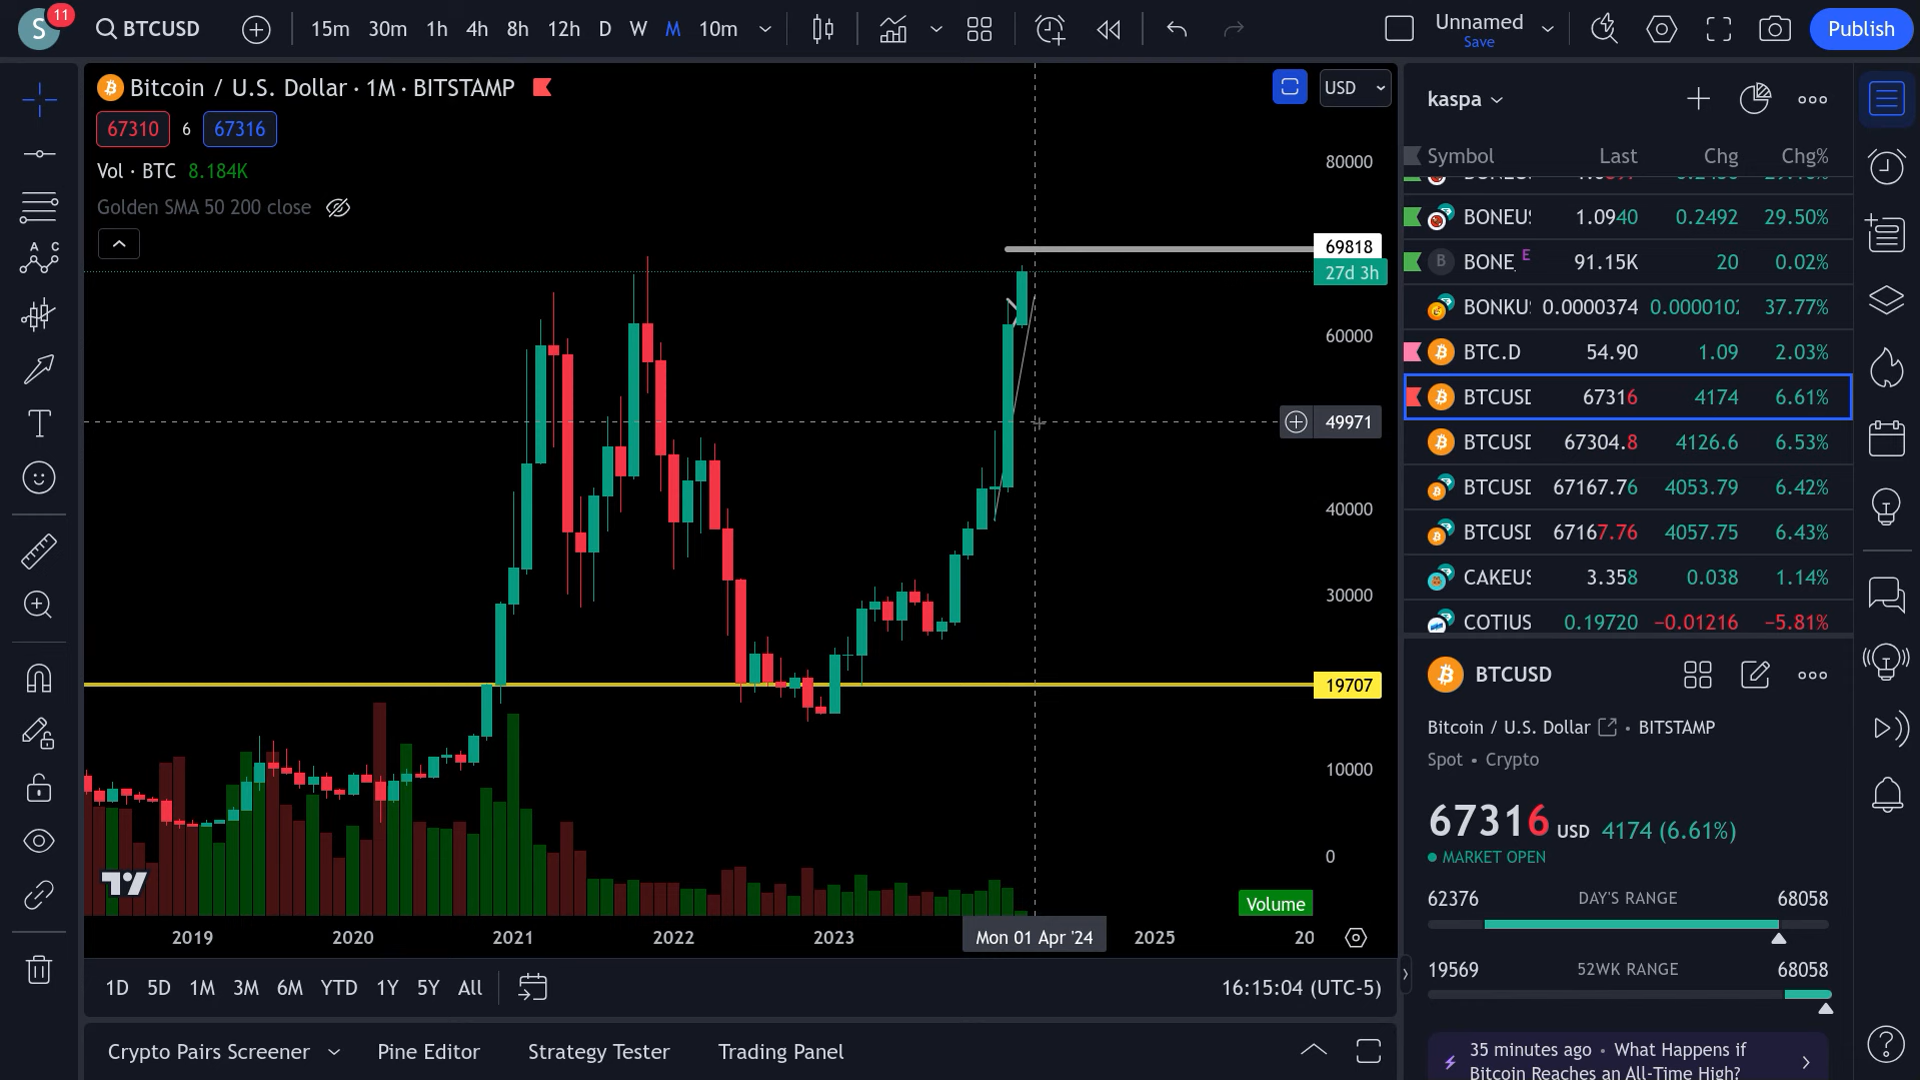 S
11
BTCUSD
15m 30m 1h 4h 8h 12h D W M 10m
Unnamed
Save
Publish
Bitcoin / U.S. Dollar · 1M · BITSTAMP
67310 6 67316
Vol · BTC 8.184K
Golden SMA 50 200 close
USD
80000
69818
27d 3h
60000
49971
40000
30000
19707
10000
0
Volume
2019 2020 2021 2022 2023 Mon 01 Apr '24 2025 20
1D 5D 1M 3M 6M YTD 1Y 5Y All
16:15:04 (UTC-5)
Crypto Pairs Screener Pine Editor Strategy Tester Trading Panel
kaspa
Symbol Last Chg Chg%
BONEU 1.0940 0.2492 29.50%
BONE E 91.15K 20 0.02%
BONKU 0.0000374 0.000010 37.77%
BTC.D 54.90 1.09 2.03%
BTCUSD 67316 4174 6.61%
BTCUSD 67304.8 4126.6 6.53%
BTCUSD 67167.76 4053.79 6.42%
BTCUSD 67167.76 4057.75 6.43%
CAKEUS 3.358 0.038 1.14%
COTIUS 0.19720 −0.01216 −5.81%
BTCUSD
Bitcoin / U.S. Dollar • BITSTAMP
Spot • Crypto
67316 USD 4174 (6.61%)
MARKET OPEN
62376 DAY'S RANGE 68058
19569 52WK RANGE 68058
35 minutes ago • What Happens if
Bitcoin Reaches an All-Time High?